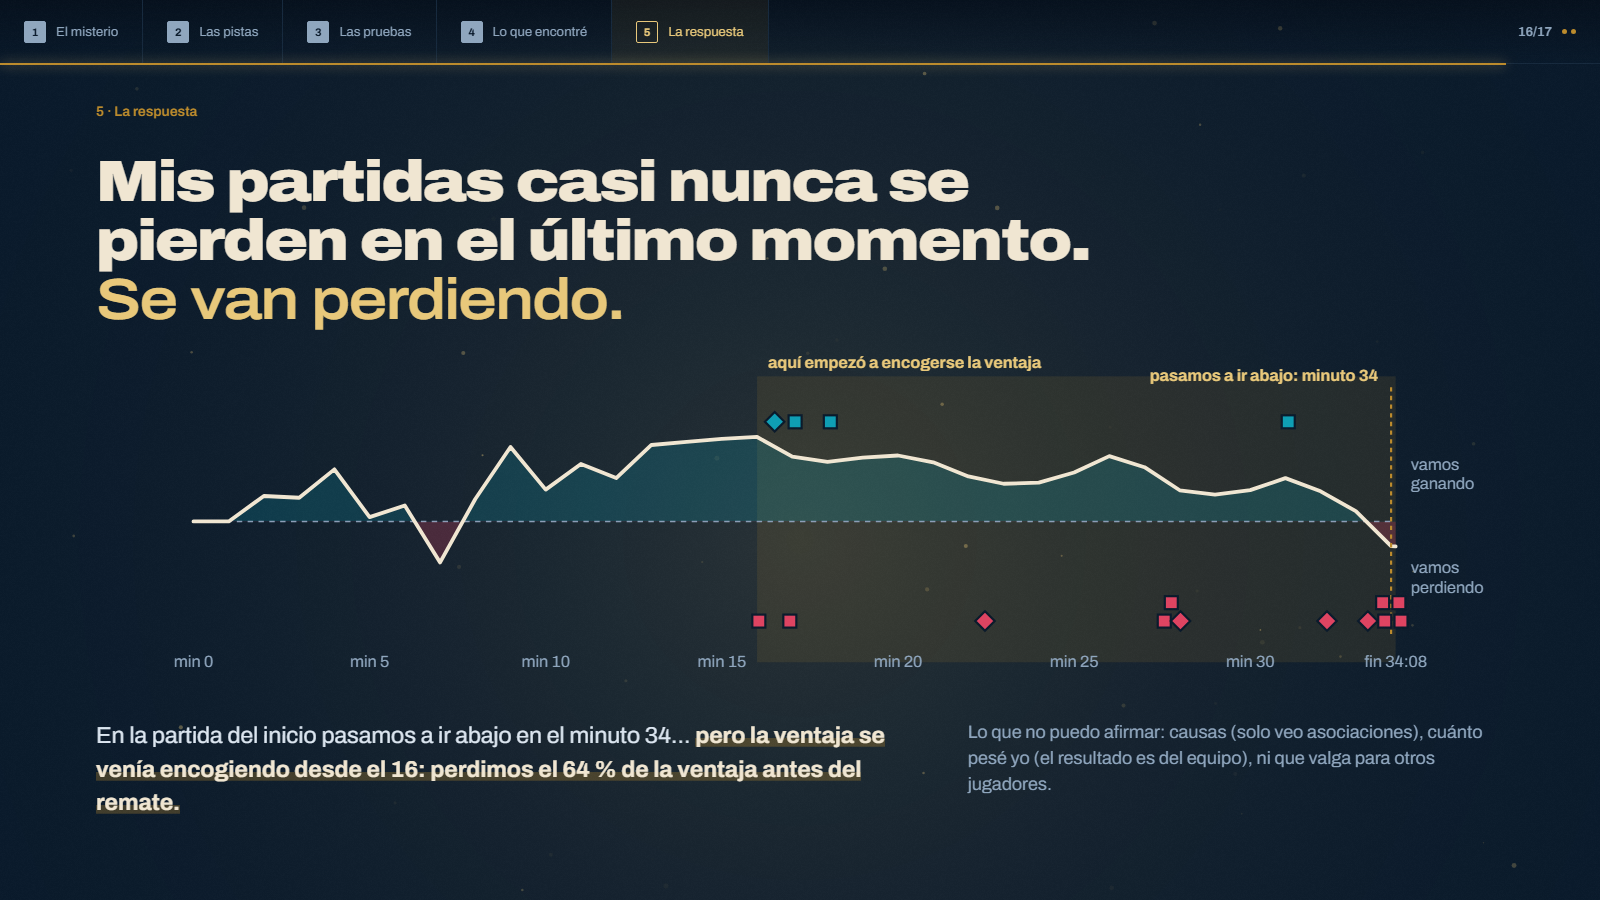 1 El misterio
2 Las pistas
3 Las pruebas
4 Lo que encontré
5 La respuesta
16/17
5 · La respuesta
Mis partidas casi nunca se
pierden en el último momento.
Se van perdiendo.
aquí empezó a encogerse la ventaja
pasamos a ir abajo: minuto 34
vamos
ganando
vamos
perdiendo
min 0
min 5
min 10
min 15
min 20
min 25
min 30
fin 34:08
En la partida del inicio pasamos a ir abajo en el minuto 34... pero la ventaja se
venía encogiendo desde el 16: perdimos el 64 % de la ventaja antes del
remate.
Lo que no puedo afirmar: causas (solo veo asociaciones), cuánto
pesé yo (el resultado es del equipo), ni que valga para otros
jugadores.